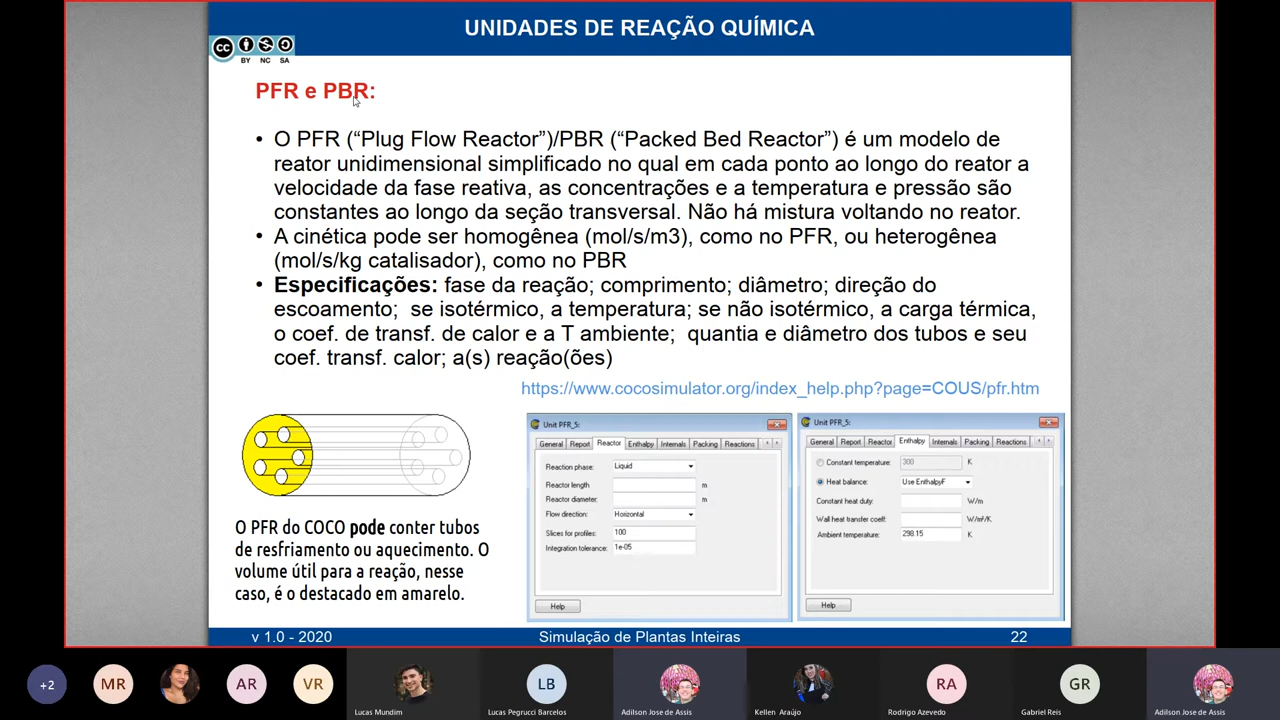 UNIDADES DE REAÇÃO QUÍMICA
cc
BY NC SA
PFR e PBR:
• O PFR (“Plug Flow Reactor”)/PBR (“Packed Bed Reactor”) é um modelo de
reator unidimensional simplificado no qual em cada ponto ao longo do reator a
velocidade da fase reativa, as concentrações e a temperatura e pressão são
constantes ao longo da seção transversal. Não há mistura voltando no reator.
• A cinética pode ser homogênea (mol/s/m3), como no PFR, ou heterogênea
(mol/s/kg catalisador), como no PBR
• Especificações: fase da reação; comprimento; diâmetro; direção do
escoamento; se isotérmico, a temperatura; se não isotérmico, a carga térmica,
o coef. de transf. de calor e a T ambiente; quantia e diâmetro dos tubos e seu
coef. transf. calor; a(s) reação(ões)
https://www.cocosimulator.org/index_help.php?page=COUS/pfr.htm
O PFR do COCO pode conter tubos
de resfriamento ou aquecimento. O
volume útil para a reação, nesse
caso, é o destacado em amarelo.
Unit PFR_5:
General Report Reactor Enthalpy Internals Packing Reactions
Reaction phase: Liquid
Reactor length: m
Reactor diameter: m
Flow direction: Horizontal
Slices for profiles: 100
Integration tolerance: 1e-05
Help
Unit PFR_5:
General Report Reactor Enthalpy Internals Packing Reactions
Constant temperature: 300 K
Heat balance: Use EnthalpyF
Constant heat duty: W/m
Wall heat transfer coeff: W/m²/K
Ambient temperature: 298.15 K
Help
v 1.0 - 2020 Simulação de Plantas Inteiras 22
+2 MR AR VR LB RA GR
Lucas Mundim Lucas Pegrucci Barcelos Adilson Jose de Assis Kellen Araújo Rodrigo Azevedo Gabriel Reis Adilson Jose de Assis